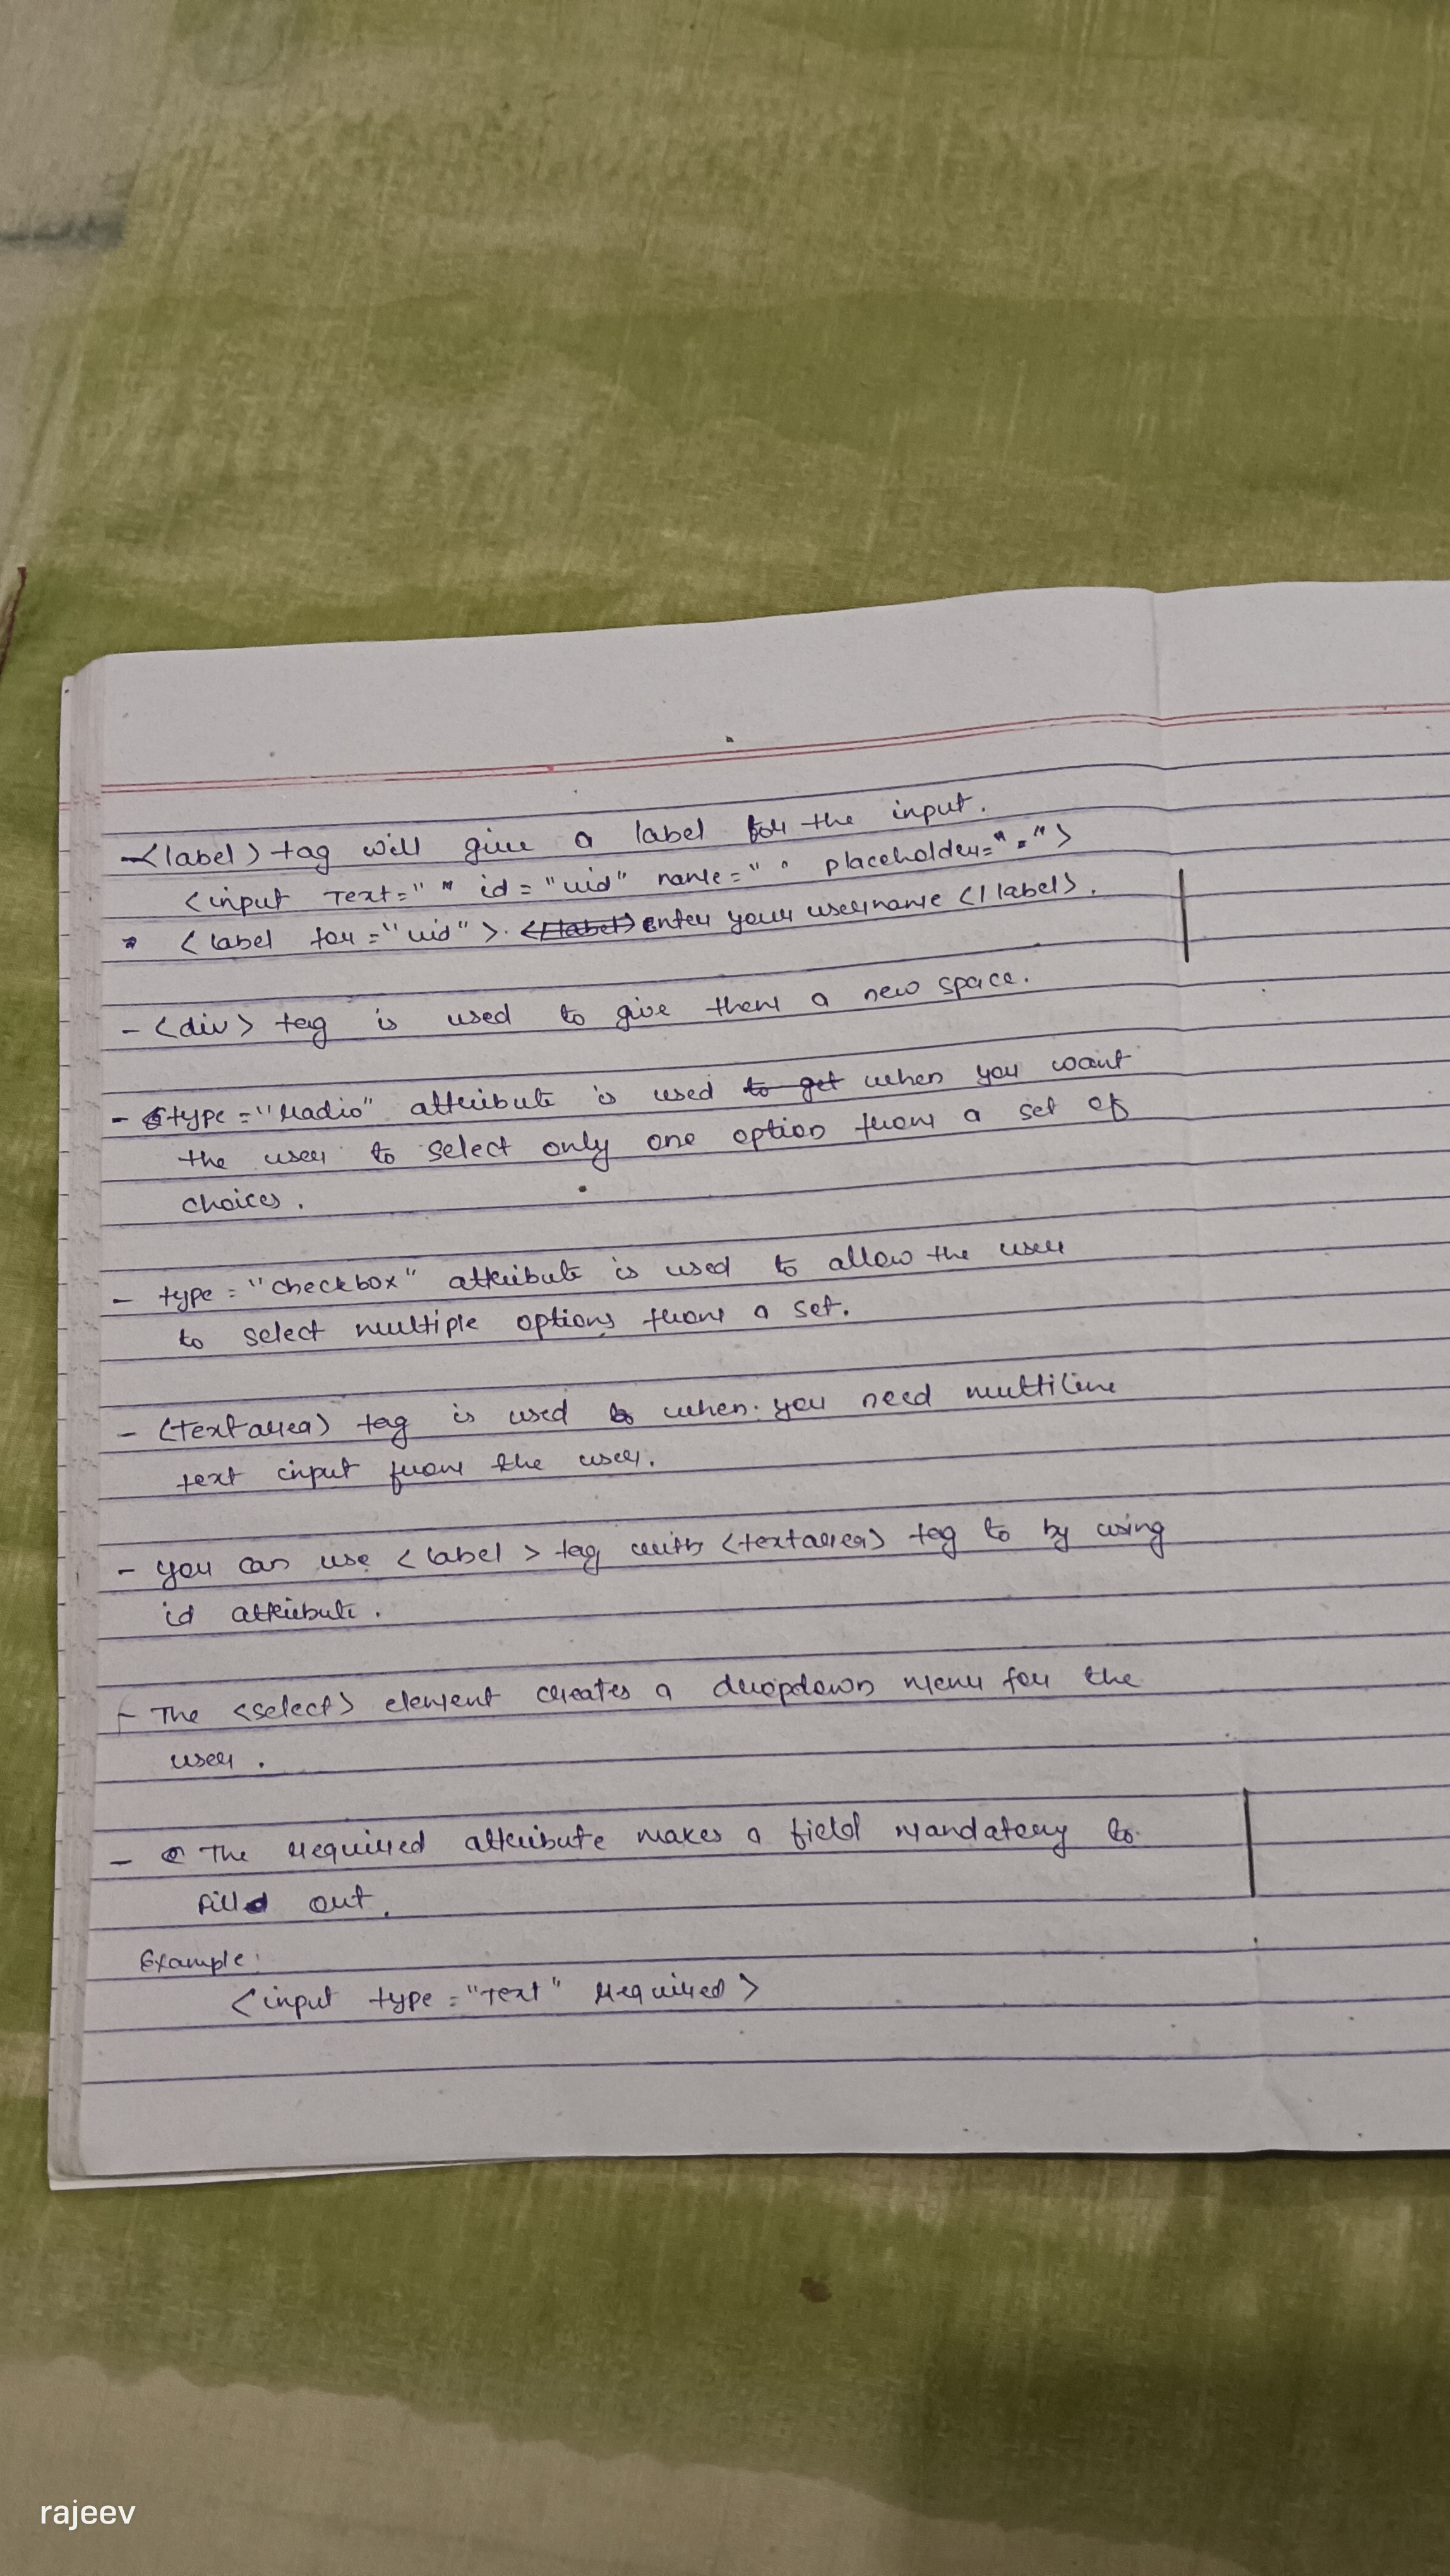 - <label> tag will give a label for the input.
<input Text=" " id = "uid" name=" " placeholder=" ">
* <label for="uid">. enter your username </label>.
- <div> tag is used to give them a new space.
- type="radio" attribute is used to get when you want
the user to select only one option from a set of
choices.
- type = "checkbox" attribute is used to allow the user
to select multiple options from a set.
- <textarea> tag is used when you need multiline
text input from the user.
- you can use <label> tag with <textarea> tag to by using
id attribute.
- The <select> element creates a dropdown menu for the
user.
- The required attribute makes a field mandatory to
fill out.
Example:
<input type="text" required>
rajeev